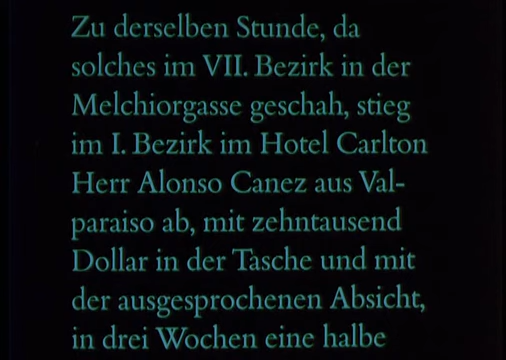 Zu derselben Stunde, da
solches im VII. Bezirk in der
Melchiorgasse geschah, stieg
im I. Bezirk im Hotel Carlton
Herr Alonso Canez aus Val-
paraiso ab, mit zehntausend
Dollar in der Tasche und mit
der ausgesprochenen Absicht,
in drei Wochen eine halbe